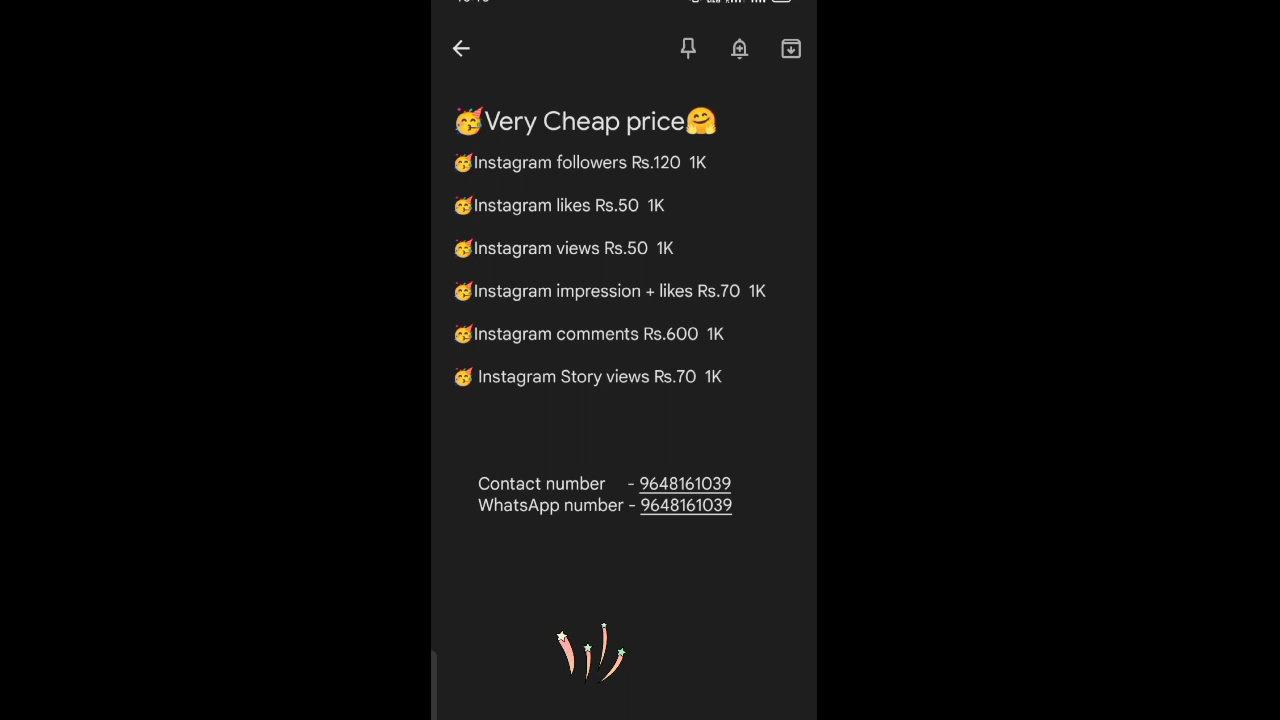 🥳Very Cheap price🤗
🥳Instagram followers Rs.120 1K
🥳Instagram likes Rs.50 1K
🥳Instagram views Rs.50 1K
🥳Instagram impression + likes Rs.70 1K
🥳Instagram comments Rs.600 1K
🥳 Instagram Story views Rs.70 1K
Contact number - 9648161039
WhatsApp number - 9648161039